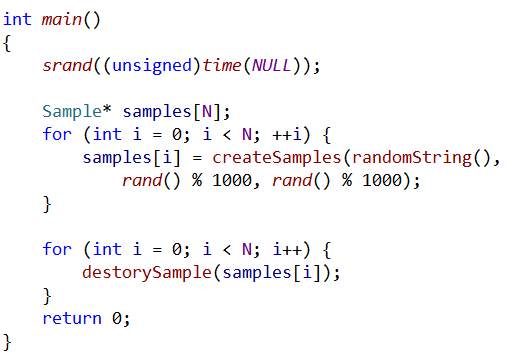 int main()
{
    srand((unsigned)time(NULL));

    Sample* samples[N];
    for (int i = 0; i < N; ++i) {
        samples[i] = createSamples(randomString(),
            rand() % 1000, rand() % 1000);
    }

    for (int i = 0; i < N; i++) {
        destorySample(samples[i]);
    }
    return 0;
}